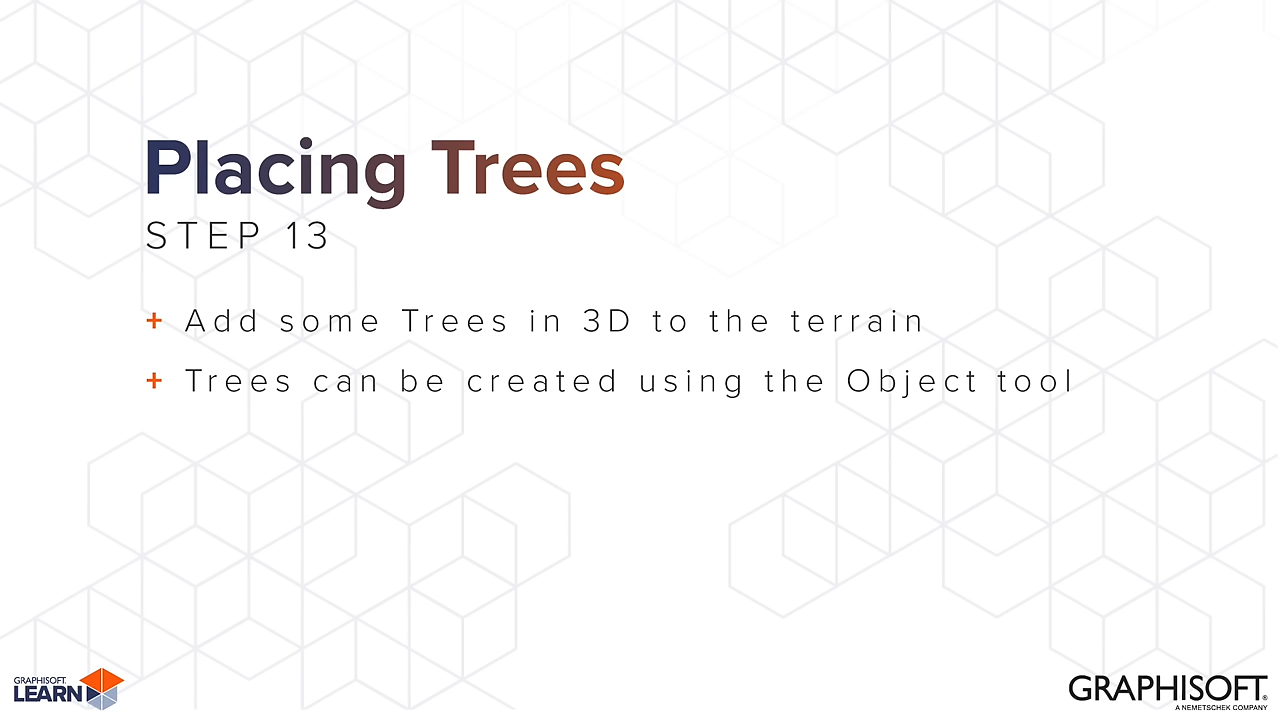 Placing Trees
STEP 13
+ Add some Trees in 3D to the terrain
+ Trees can be created using the Object tool
GRAPHISOFT.
LEARN
GRAPHISOFT®
A NEMETSCHEK COMPANY